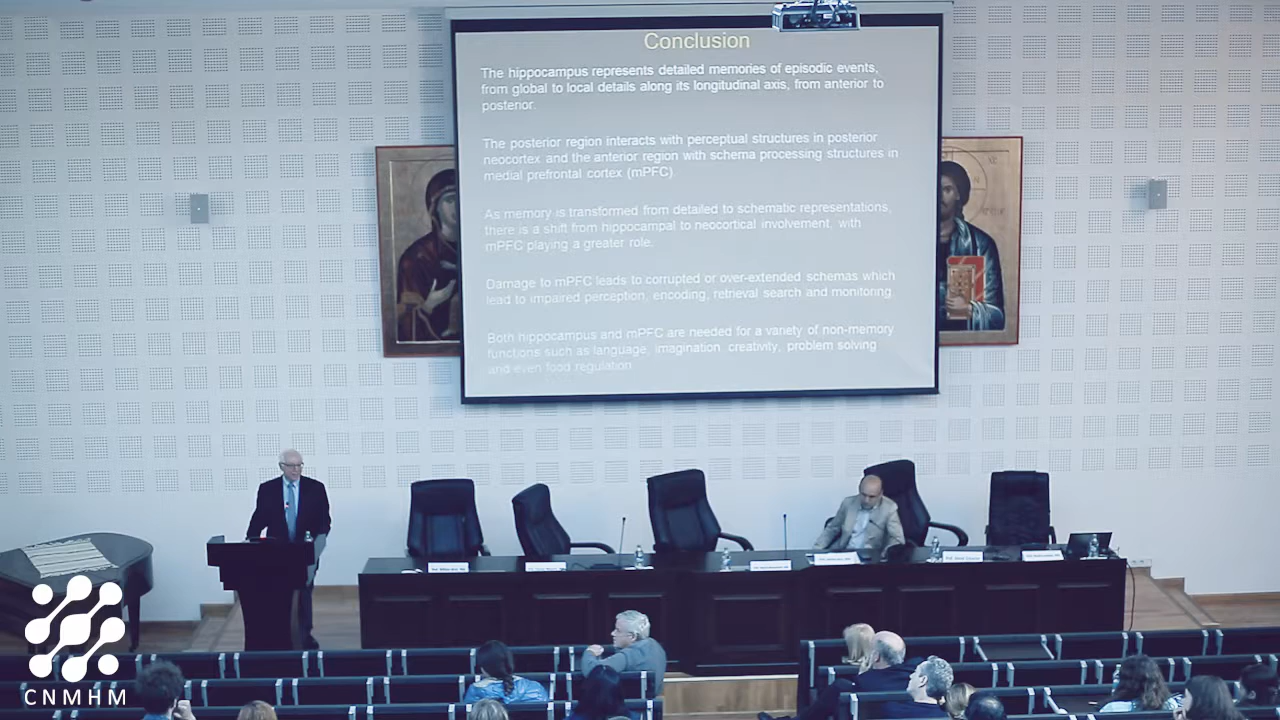 Conclusion
The hippocampus represents detailed memories of episodic events,
from global to local details along its longitudinal axis, from anterior to
posterior.
The posterior region interacts with perceptual structures in posterior
neocortex and the anterior region with schema processing structures in
medial prefrontal cortex (mPFC).
As memory is transformed from detailed to schematic representations,
there is a shift from hippocampal to neocortical involvement, with
mPFC playing a greater role.
Damage to mPFC leads to corrupted or over-extended schemas which
lead to impaired perception, encoding, retrieval search and monitoring.
Both hippocampus and mPFC are needed for a variety of non-memory
functions such as language, imagination, creativity, problem solving
and even food regulation
CNMHM